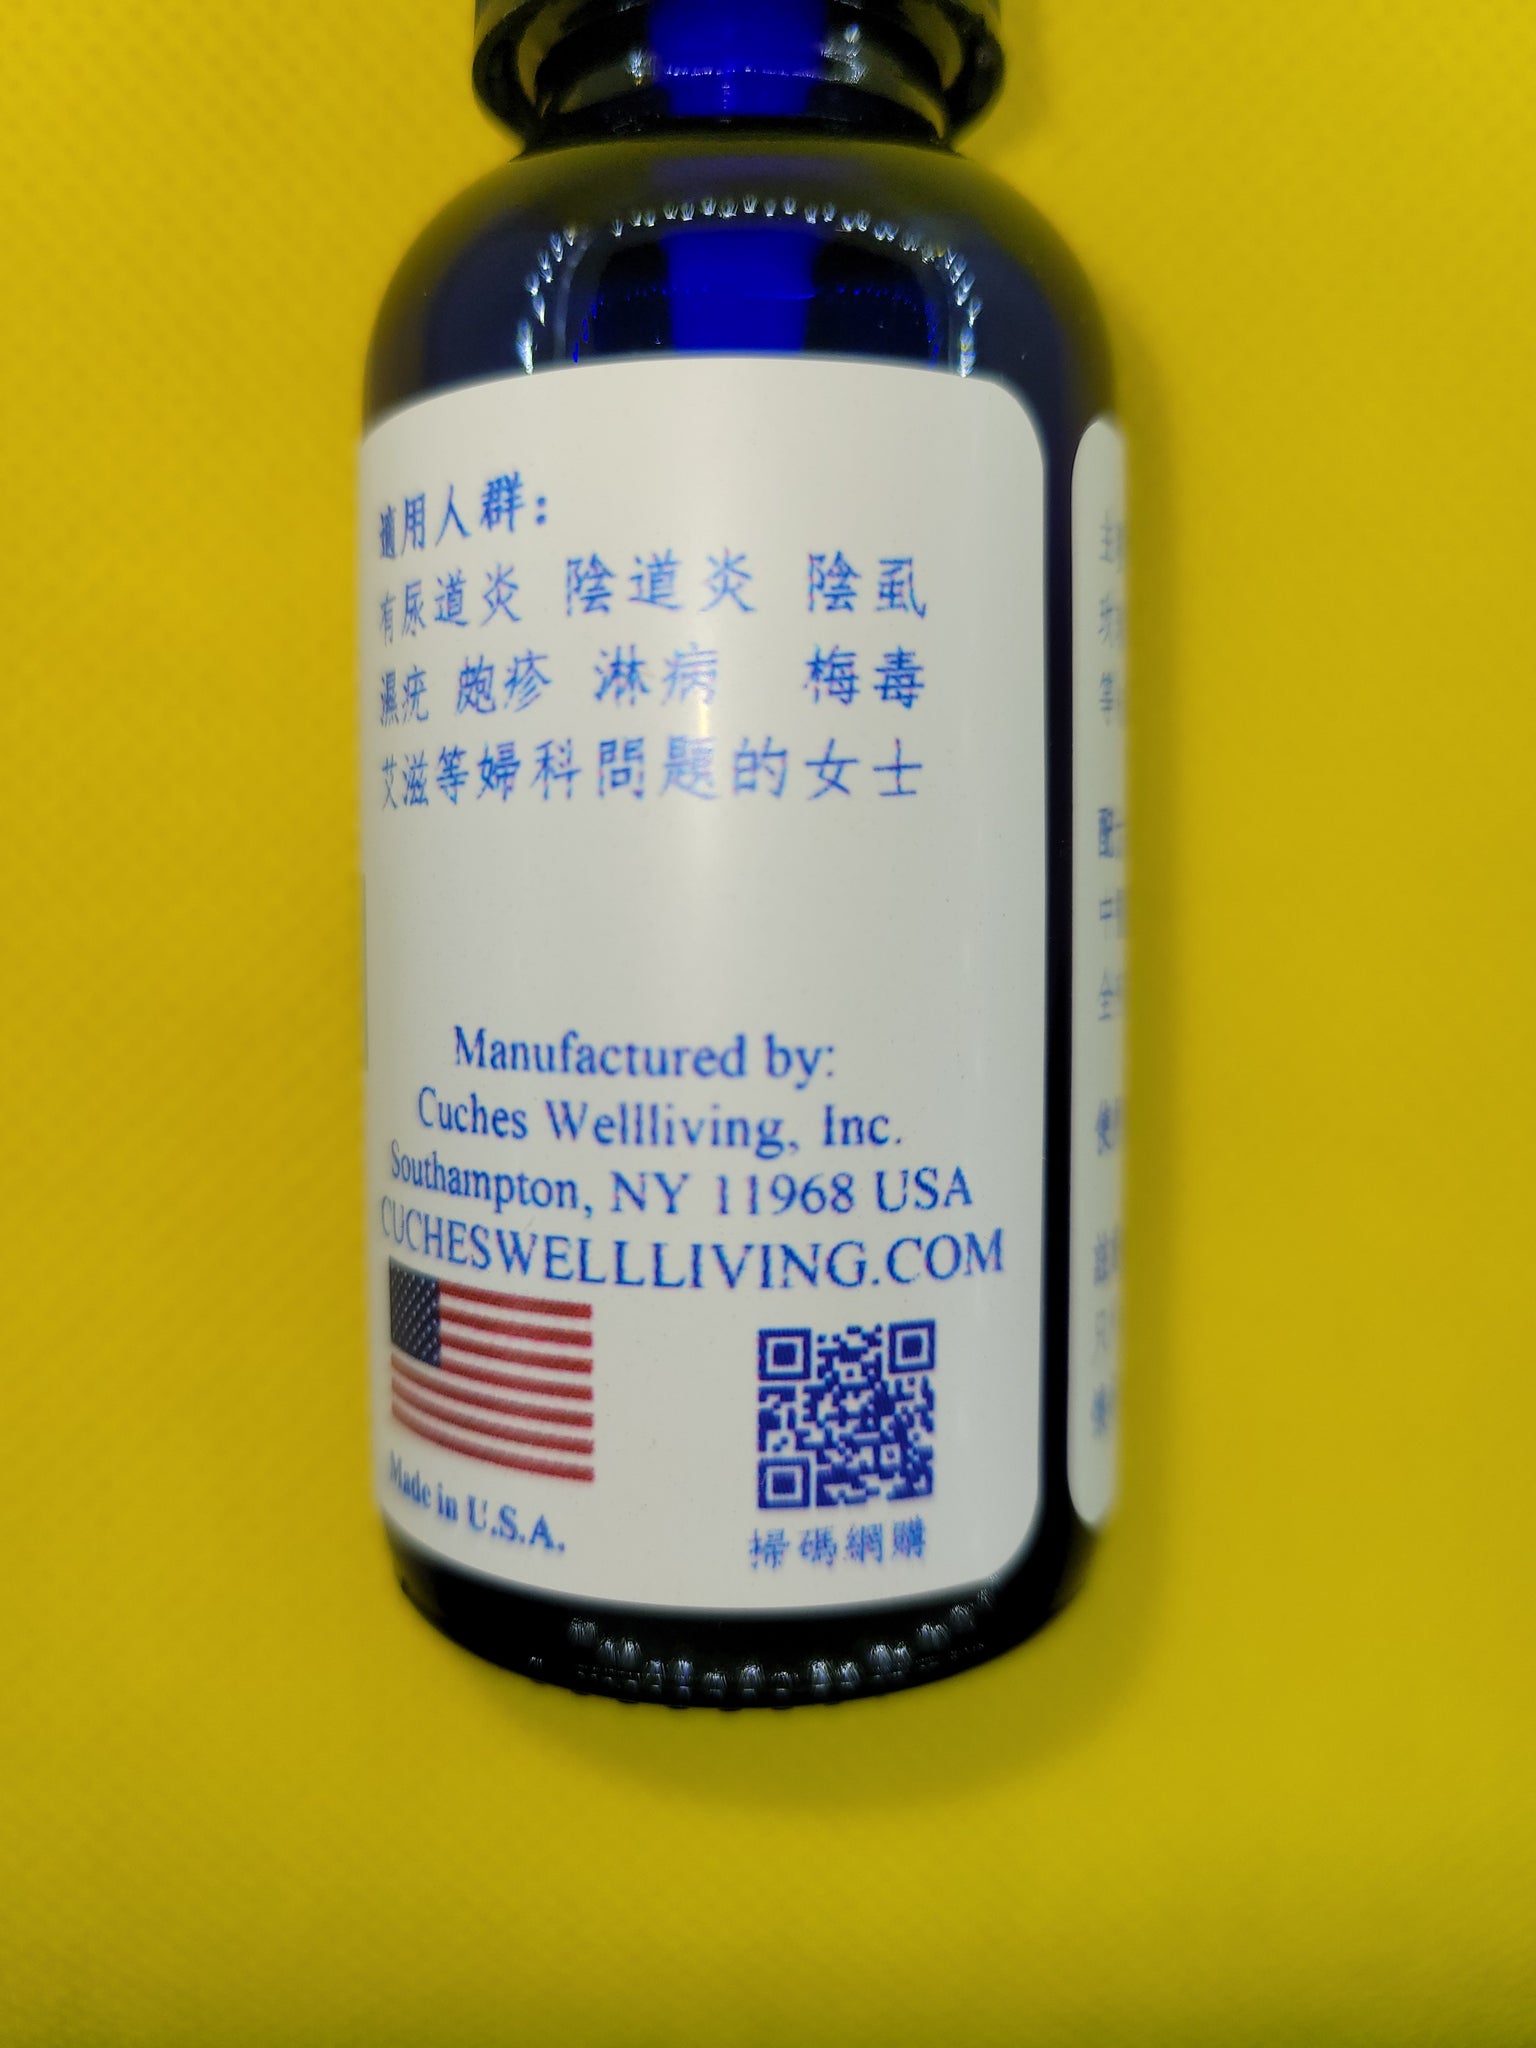 適用人群：
有尿道炎 陰道炎 陰虱
濕疣 皰疹 淋病 梅毒
艾滋等婦科問題的女士
Manufactured by:
Cuches Wellliving, Inc.
Southampton, NY 11968 USA
CUCHESWELLLIVING.COM
Made in U.S.A.
掃碼網購